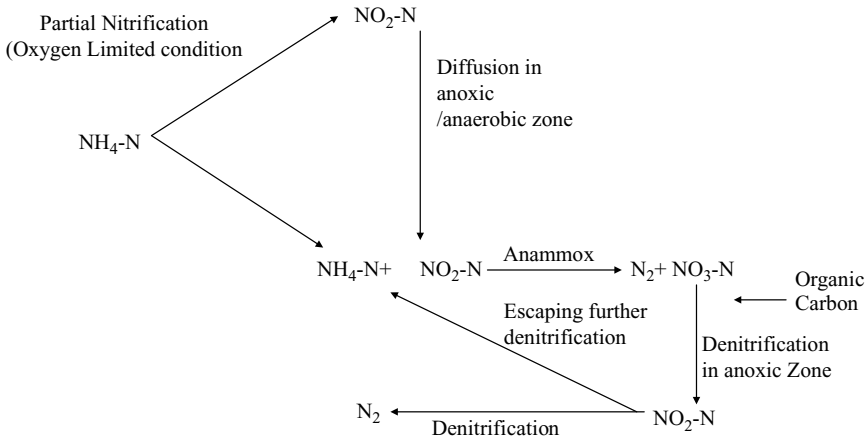 Partial Nitrification
(Oxygen Limited condition
NO₂-N
Diffusion in
anoxic
/anaerobic zone
NH₄-N
NH₄-N+ NO₂-N
Anammox
N₂+ NO₃-N
Organic
Carbon
Escaping further
denitrification
Denitrification
in anoxic Zone
N₂
Denitrification
NO₂-N